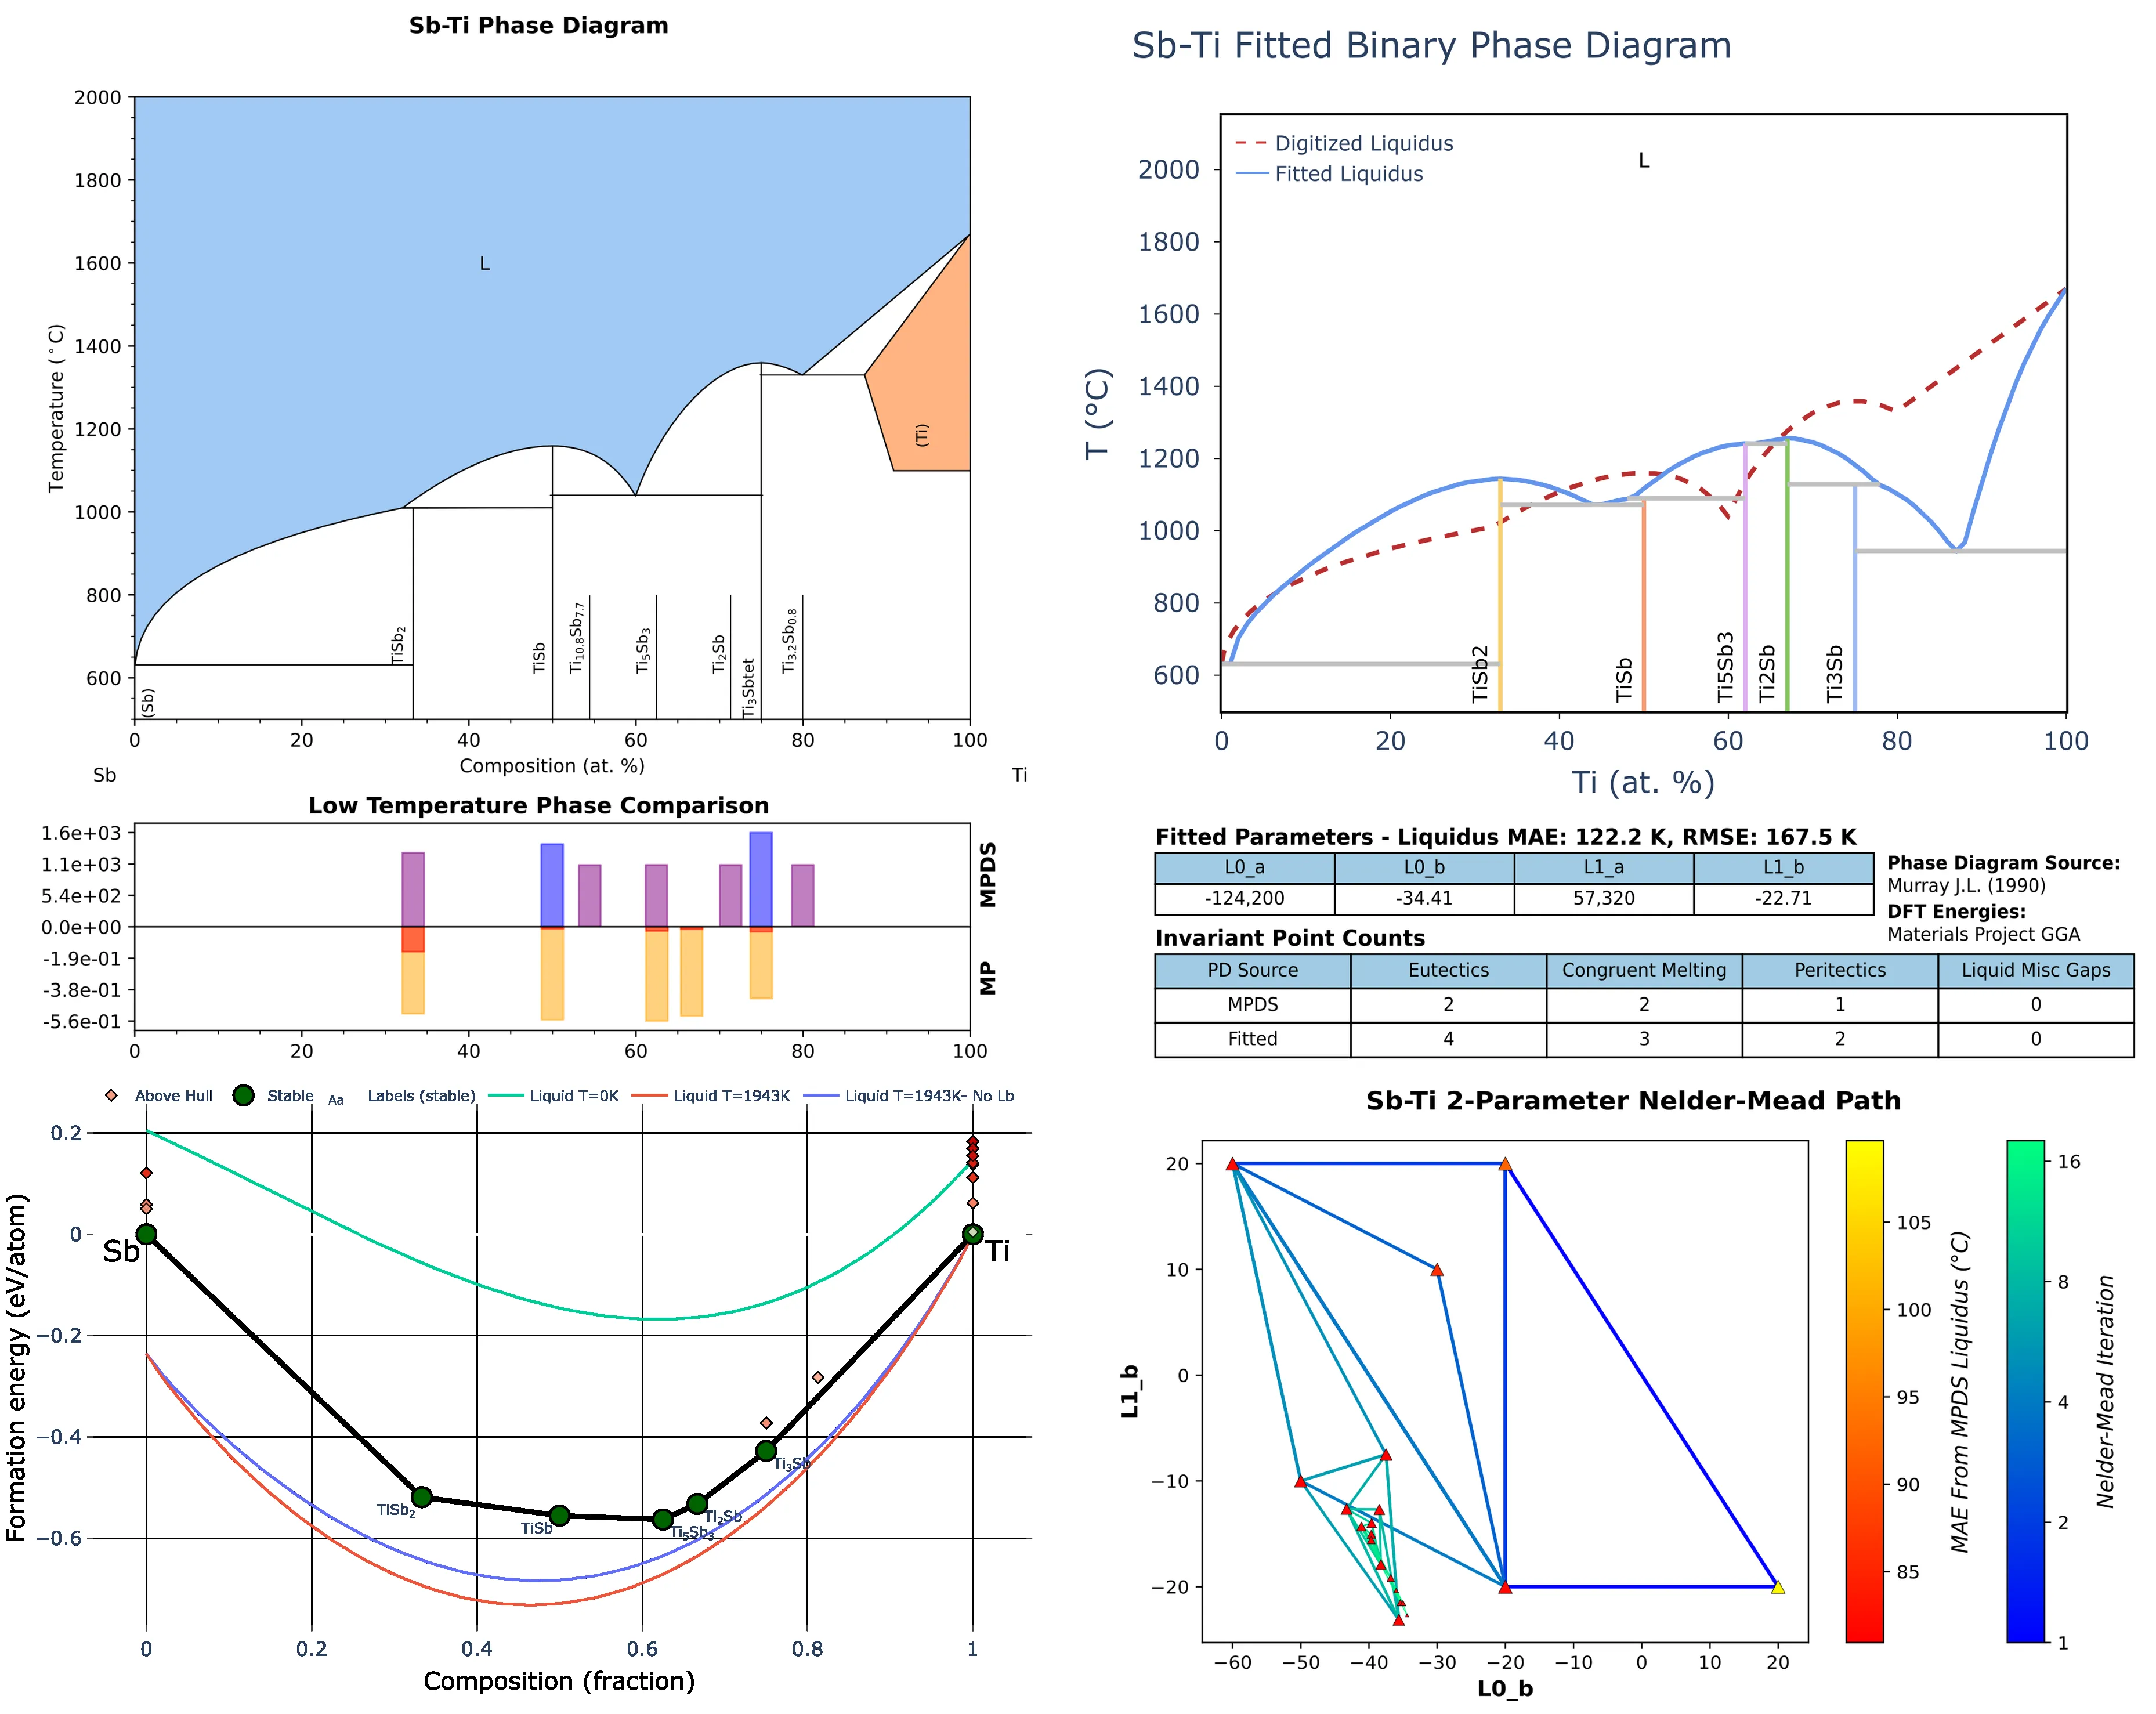 Sb-Ti Phase Diagram
2000
1800
1600
1400
1200
1000
800
600
Temperature (°C)
L
(Ti)
(Sb)
TiSb2
TiSb
Ti10.8Sb7.7
Ti5Sb3
Ti2Sb
Ti3Sbtet
Ti3.2Sb0.8
0 20 40 60 80 100
Composition (at. %)
Sb Ti
Sb-Ti Fitted Binary Phase Diagram
Digitized Liquidus
Fitted Liquidus
L
2000
1800
1600
1400
1200
1000
800
600
T (°C)
TiSb2
TiSb
Ti5Sb3
Ti2Sb
Ti3Sb
0 20 40 60 80 100
Ti (at. %)
Low Temperature Phase Comparison
1.6e+03
1.1e+03
5.4e+02
0.0e+00
-1.9e-01
-3.8e-01
-5.6e-01
MPDS
MP
0 20 40 60 80 100
Fitted Parameters - Liquidus MAE: 122.2 K, RMSE: 167.5 K
L0_a L0_b L1_a L1_b
-124,200 -34.41 57,320 -22.71
Phase Diagram Source:
Murray J.L. (1990)
DFT Energies:
Materials Project GGA
Invariant Point Counts
PD Source Eutectics Congruent Melting Peritectics Liquid Misc Gaps
MPDS 2 2 1 0
Fitted 4 3 2 0
Above Hull Stable Aa Labels (stable) Liquid T=0K Liquid T=1943K Liquid T=1943K- No Lb
0.2
0
−0.2
−0.4
−0.6
Formation energy (eV/atom)
Sb
Ti
TiSb2
TiSb
Ti5Sb3
Ti2Sb
Ti3Sb
0 0.2 0.4 0.6 0.8 1
Composition (fraction)
Sb-Ti 2-Parameter Nelder-Mead Path
20
10
0
−10
−20
L1_b
−60 −50 −40 −30 −20 −10 0 10 20
L0_b
105
100
95
90
85
MAE From MPDS Liquidus (°C)
16
8
4
2
1
Nelder-Mead Iteration